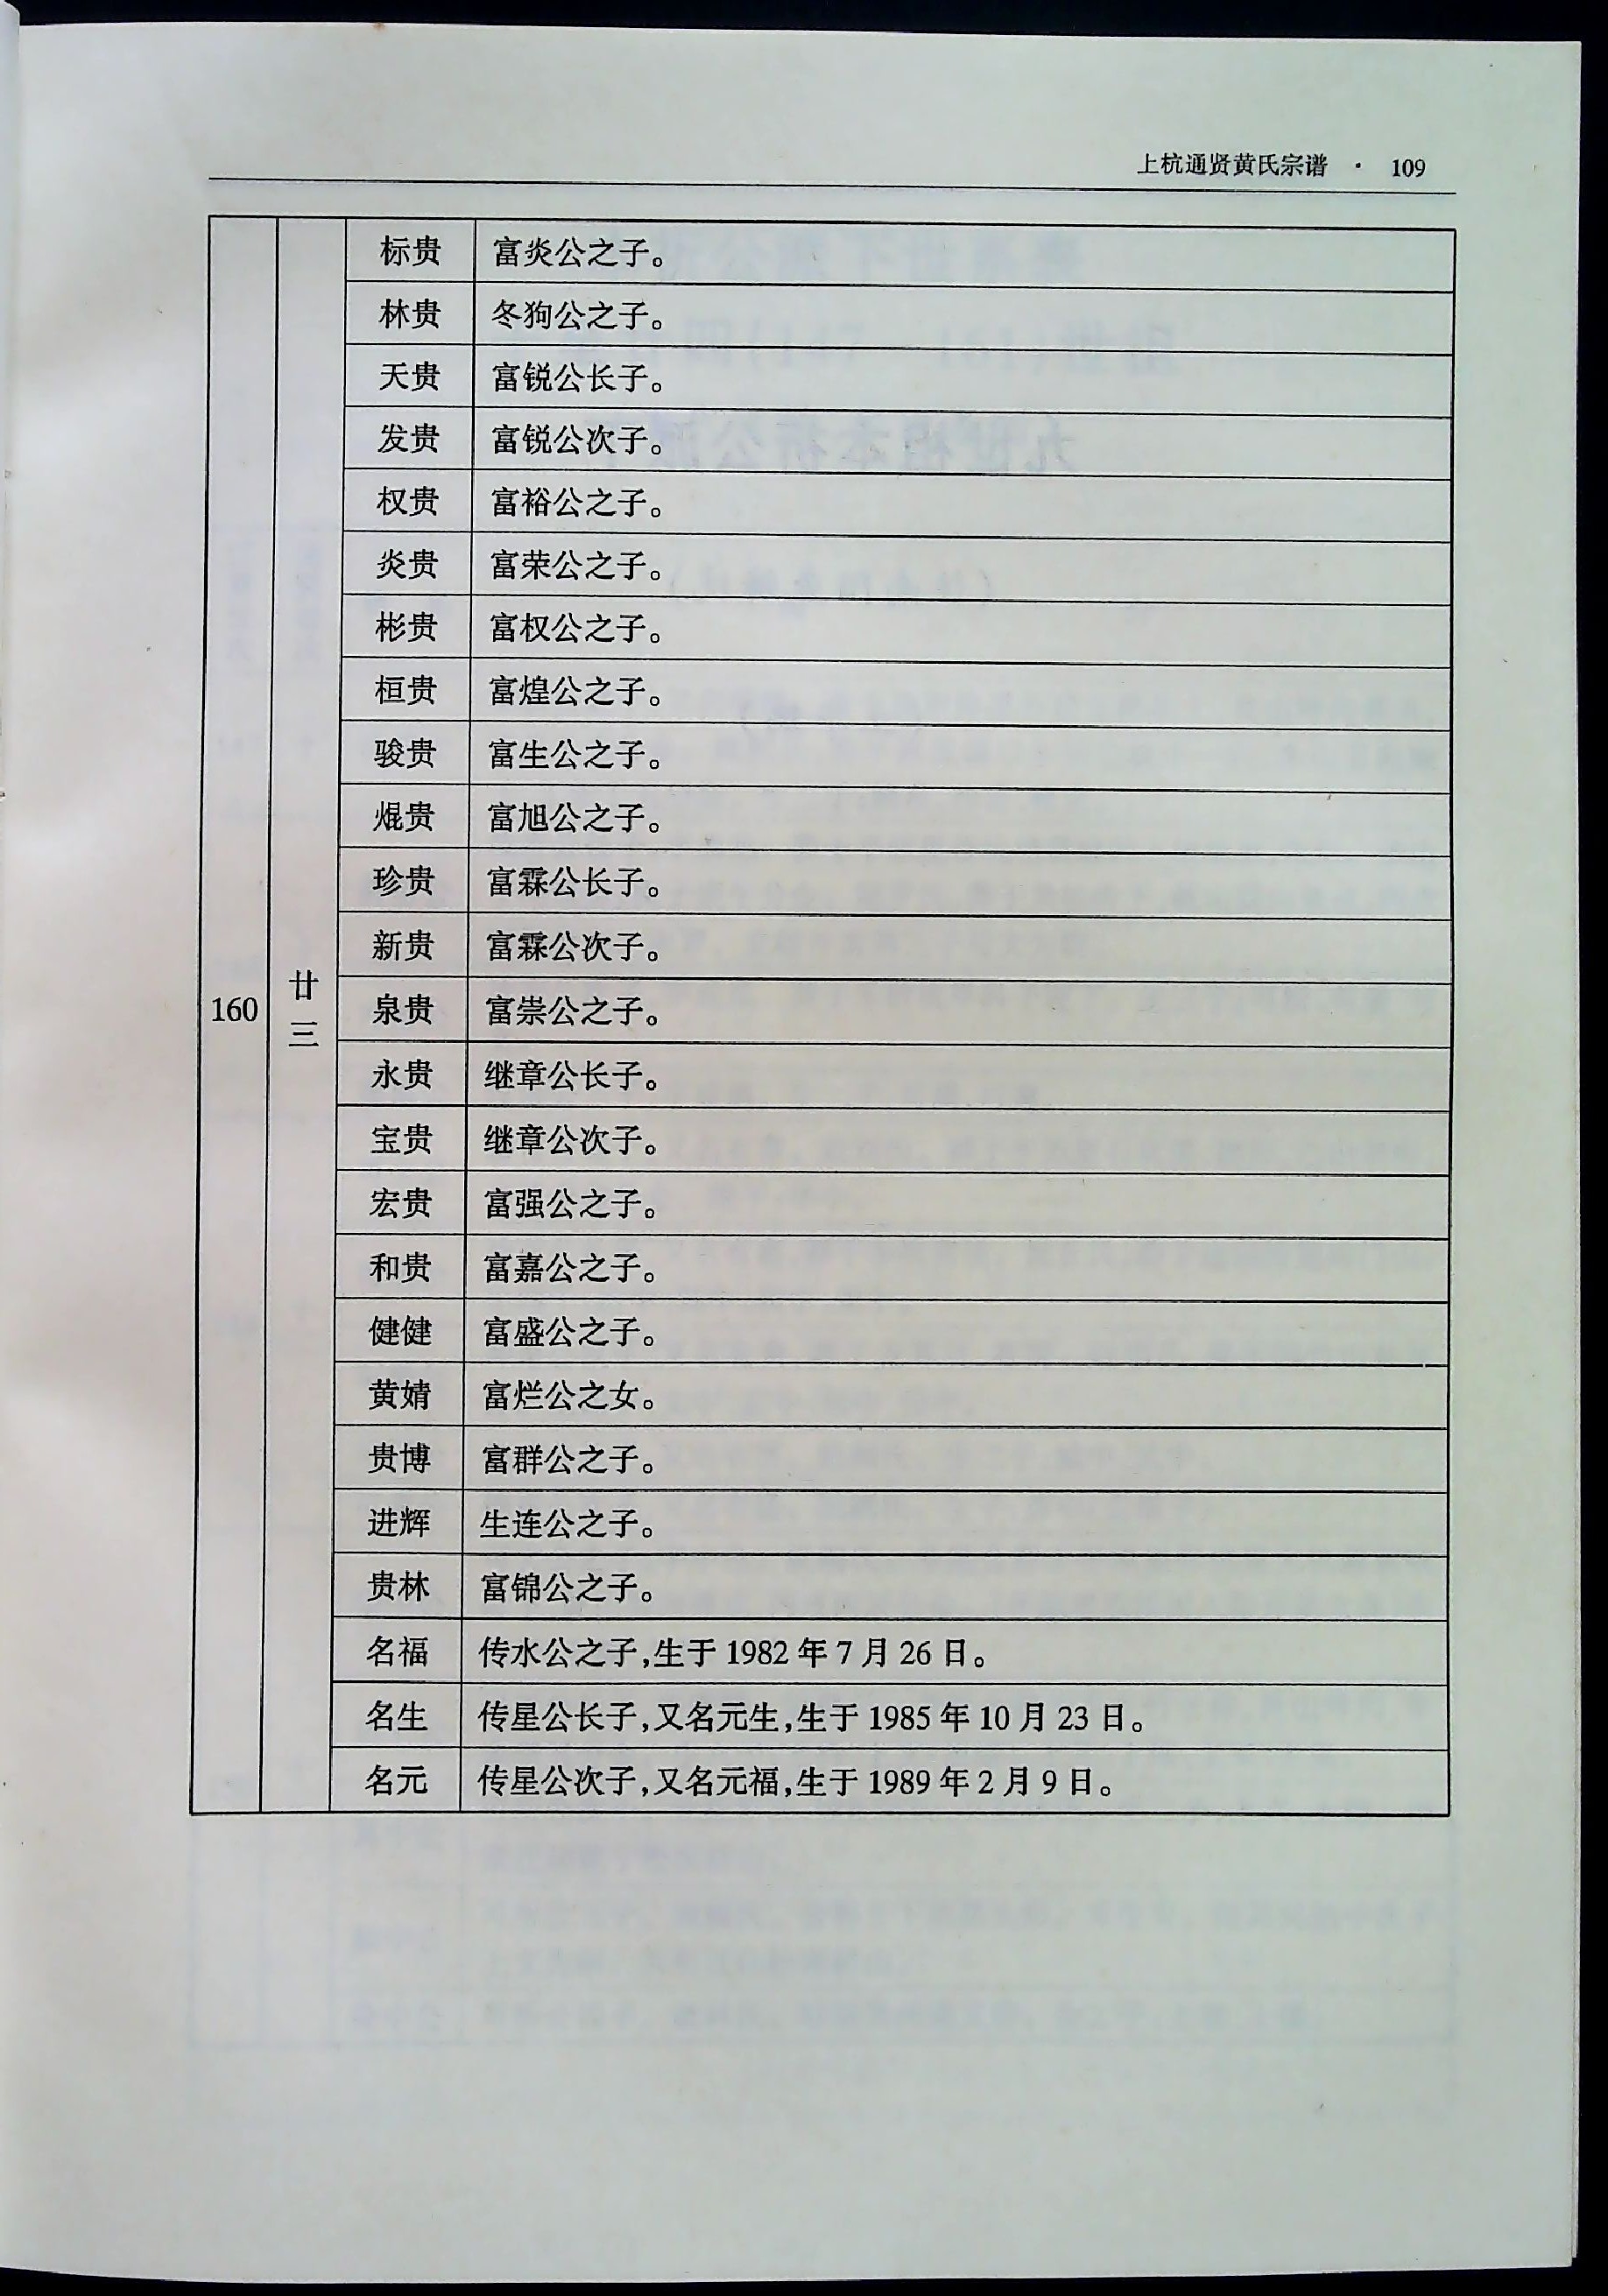 上杭通贤黄氏宗谱 · 109
160
廿三
标贵 富炎公之子。
林贵 冬狗公之子。
天贵 富锐公长子。
发贵 富锐公次子。
权贵 富裕公之子。
炎贵 富荣公之子。
彬贵 富权公之子。
桓贵 富煌公之子。
骏贵 富生公之子。
焜贵 富旭公之子。
珍贵 富霖公长子。
新贵 富霖公次子。
泉贵 富崇公之子。
永贵 继章公长子。
宝贵 继章公次子。
宏贵 富强公之子。
和贵 富嘉公之子。
健健 富盛公之子。
黄婧 富烂公之女。
贵博 富群公之子。
进辉 生连公之子。
贵林 富锦公之子。
名福 传水公之子,生于 1982 年 7 月 26 日。
名生 传星公长子,又名元生,生于 1985 年 10 月 23 日。
名元 传星公次子,又名元福,生于 1989 年 2 月 9 日。